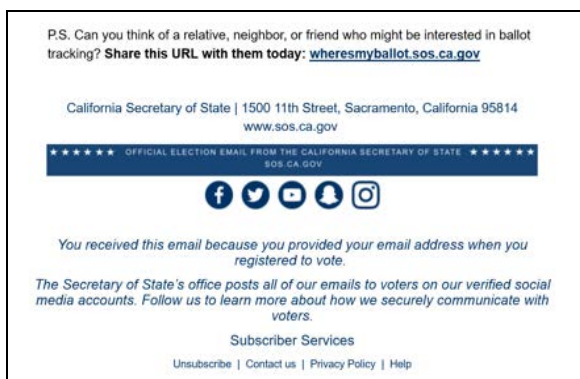 P.S. Can you think of a relative, neighbor, or friend who might be interested in ballot
tracking? Share this URL with them today: wheresmyballot.sos.ca.gov
California Secretary of State | 1500 11th Street, Sacramento, California 95814
www.sos.ca.gov
★ ★ ★ ★ ★ ★ OFFICIAL ELECTION EMAIL FROM THE CALIFORNIA SECRETARY OF STATE ★ ★ ★ ★ ★ ★
SOS.CA.GOV
You received this email because you provided your email address when you
registered to vote.
The Secretary of State's office posts all of our emails to voters on our verified social
media accounts. Follow us to learn more about how we securely communicate with
voters.
Subscriber Services
Unsubscribe | Contact us | Privacy Policy | Help